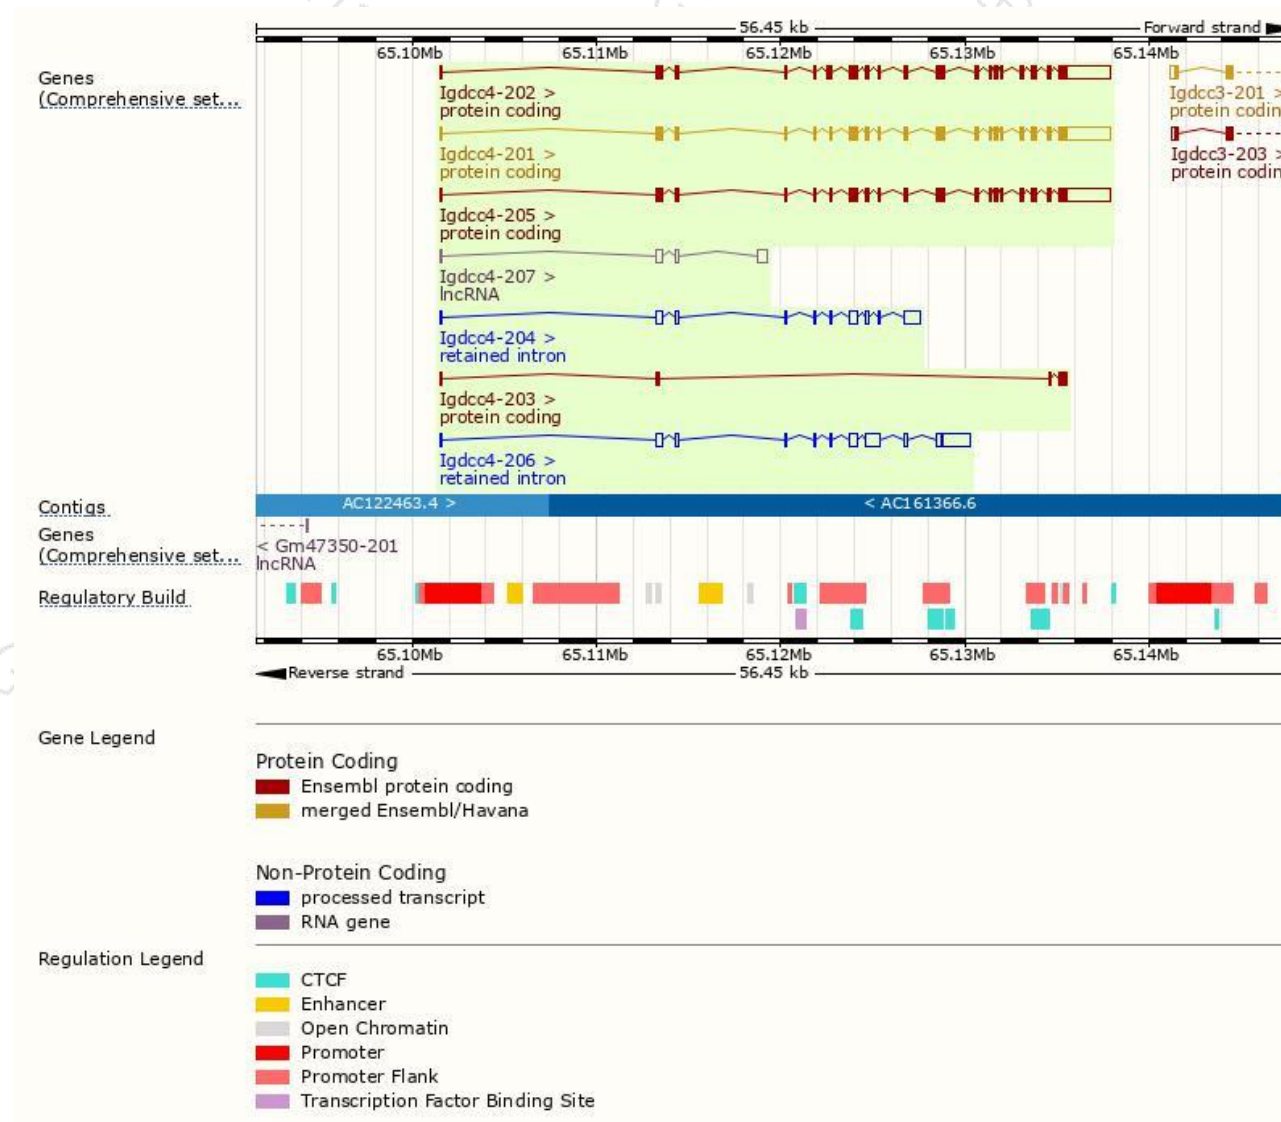 56.45 kb Forward strand
65.10Mb 65.11Mb 65.12Mb 65.13Mb 65.14Mb
Genes
(Comprehensive set...
Igdcc4-202 >
protein coding
Igdcc3-201 >
protein codin
Igdcc4-201 >
protein coding
Igdcc3-203 >
protein codin
Igdcc4-205 >
protein coding
Igdcc4-207 >
lncRNA
Igdcc4-204 >
retained intron
Igdcc4-203 >
protein coding
Igdcc4-206 >
retained intron
Contigs
AC122463.4 > < AC161366.6
Genes
(Comprehensive set...
< Gm47350-201
lncRNA
Regulatory Build
65.10Mb 65.11Mb 65.12Mb 65.13Mb 65.14Mb
Reverse strand 56.45 kb
Gene Legend
Protein Coding
Ensembl protein coding
merged Ensembl/Havana
Non-Protein Coding
processed transcript
RNA gene
Regulation Legend
CTCF
Enhancer
Open Chromatin
Promoter
Promoter Flank
Transcription Factor Binding Site